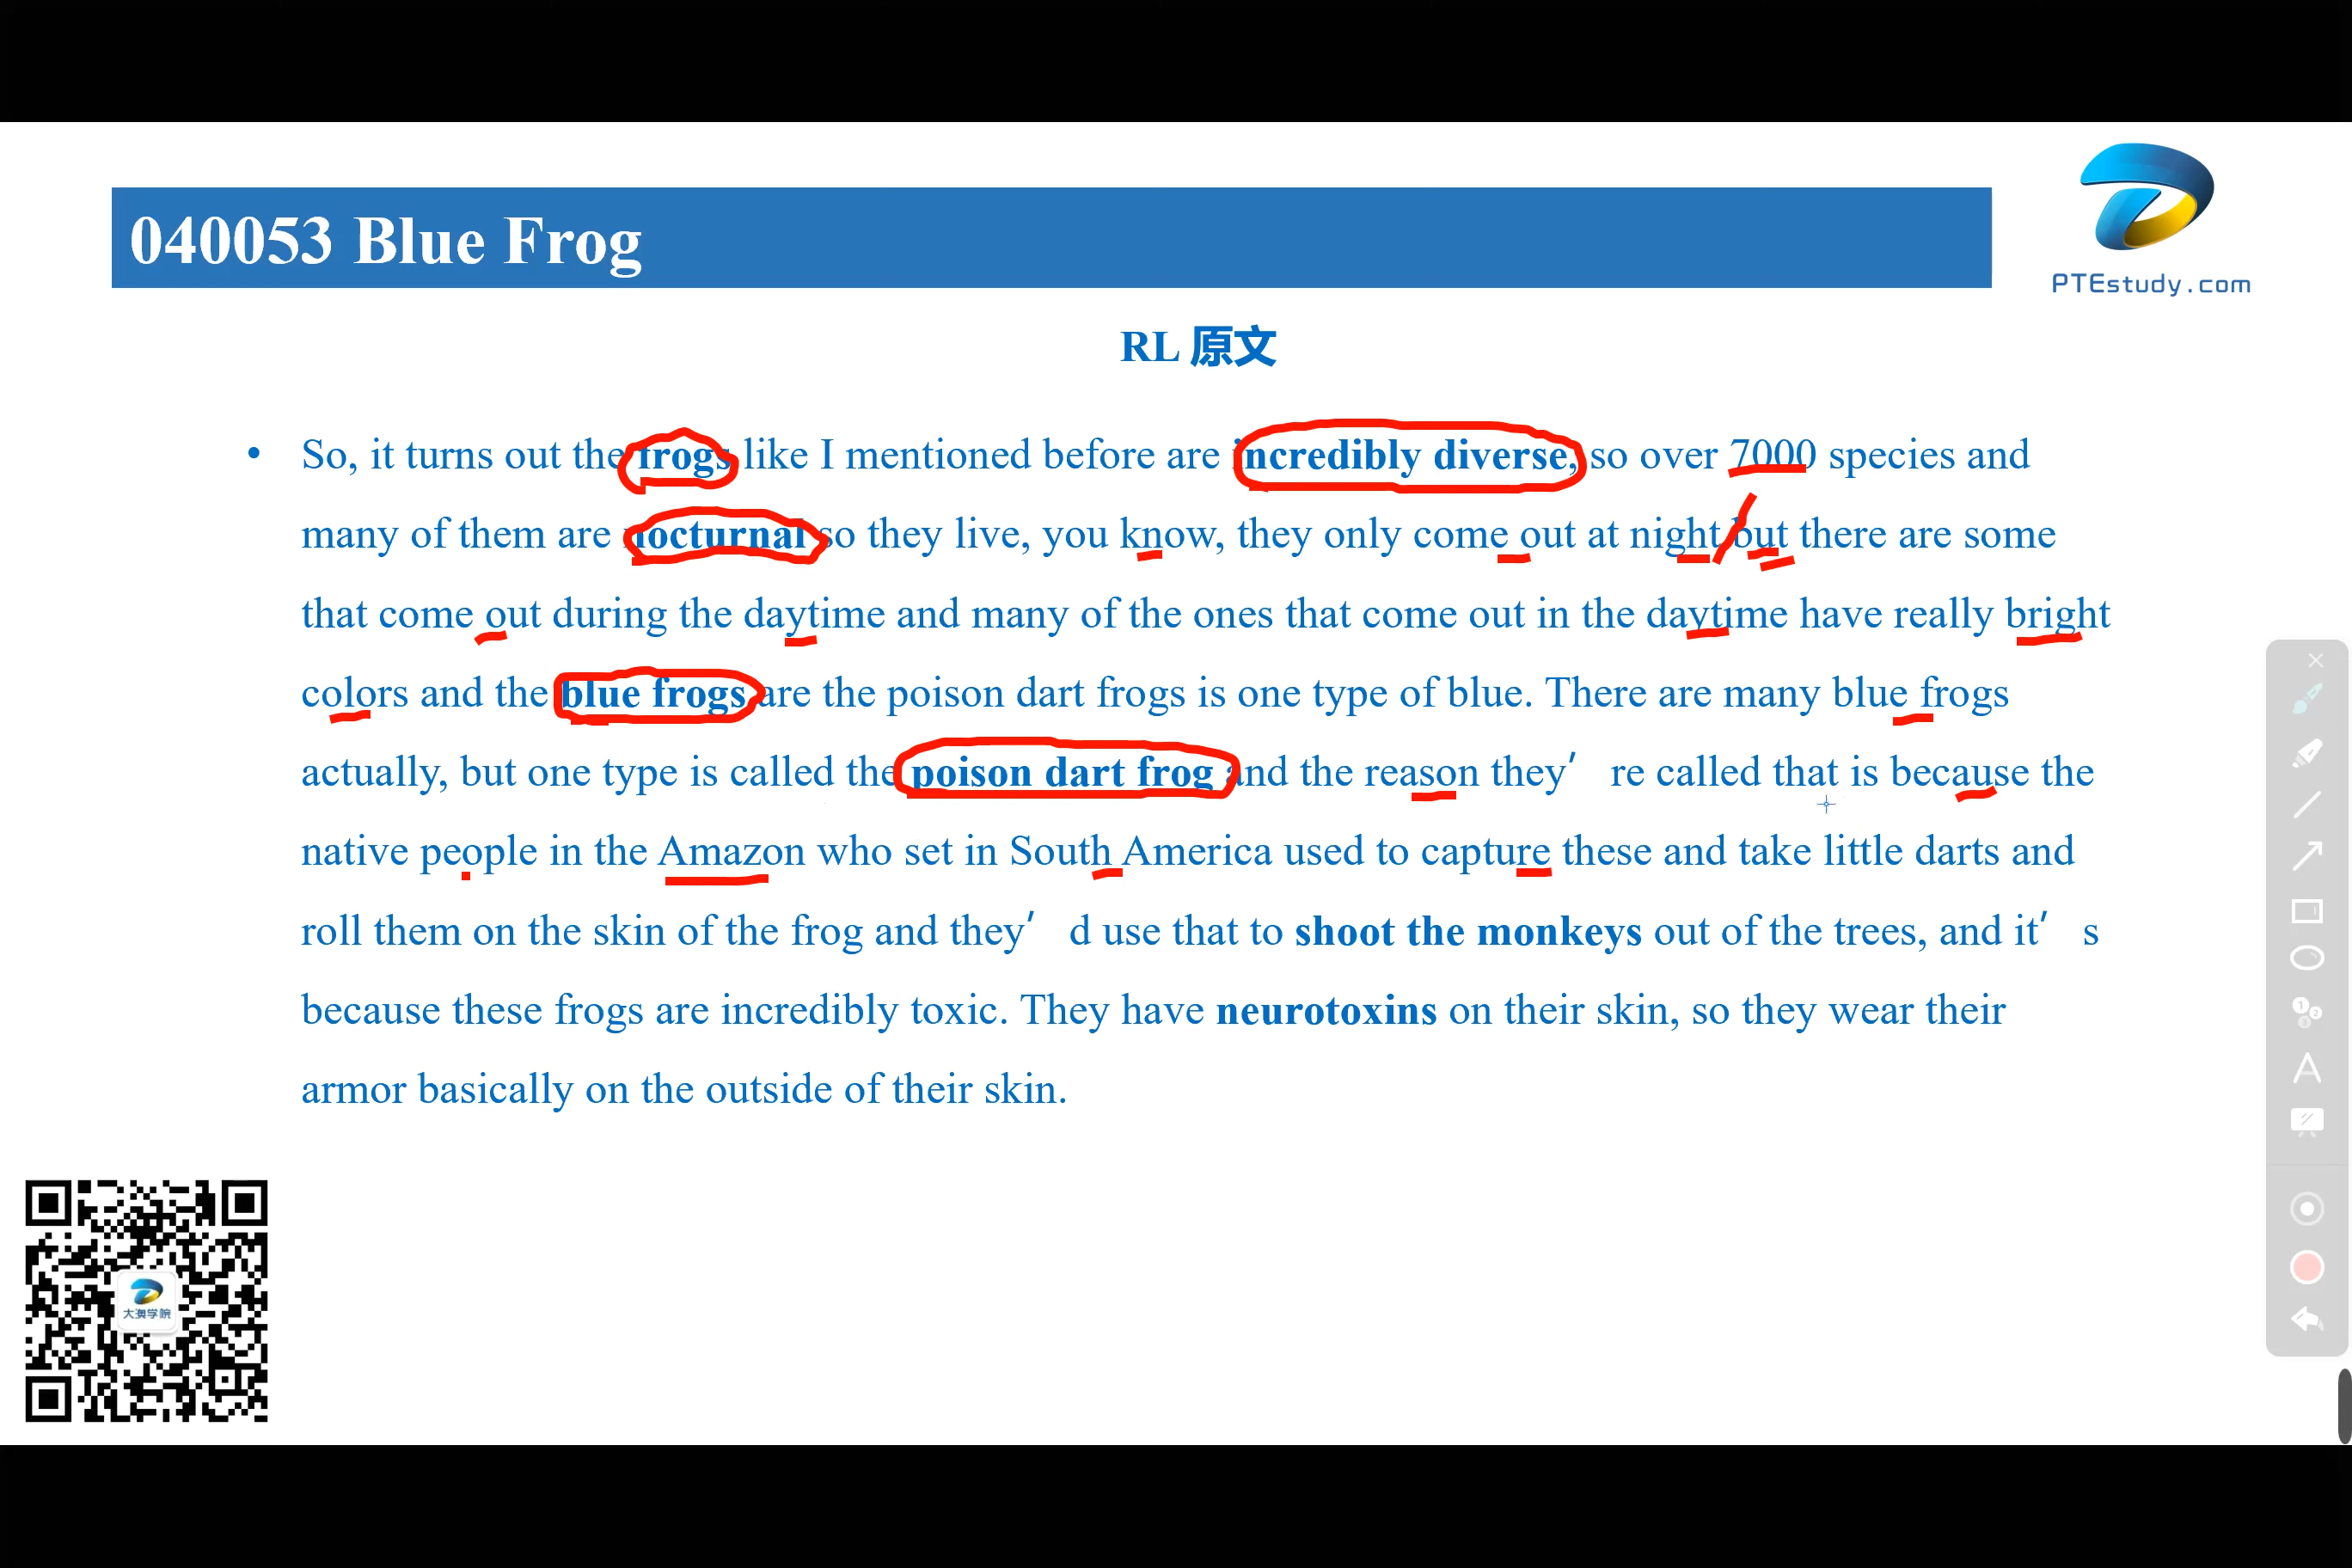 040053 Blue Frog
PTEstudy.com
RL 原文
• So, it turns out the frogs like I mentioned before are incredibly diverse, so over 7000 species and
many of them are nocturnal so they live, you know, they only come out at night but there are some
that come out during the daytime and many of the ones that come out in the daytime have really bright
colors and the blue frogs are the poison dart frogs is one type of blue. There are many blue frogs
actually, but one type is called the poison dart frog and the reason they’re called that is because the
native people in the Amazon who set in South America used to capture these and take little darts and
roll them on the skin of the frog and they’d use that to shoot the monkeys out of the trees, and it’s
because these frogs are incredibly toxic. They have neurotoxins on their skin, so they wear their
armor basically on the outside of their skin.
大澳学院